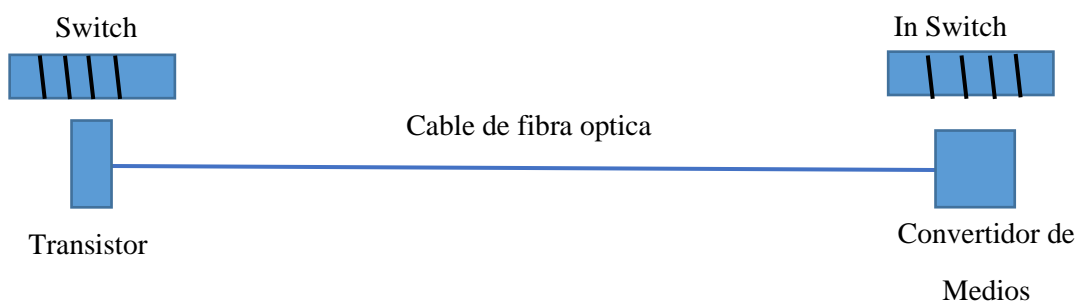 Switch
In Switch
Cable de fibra optica
Transistor
Convertidor de
Medios